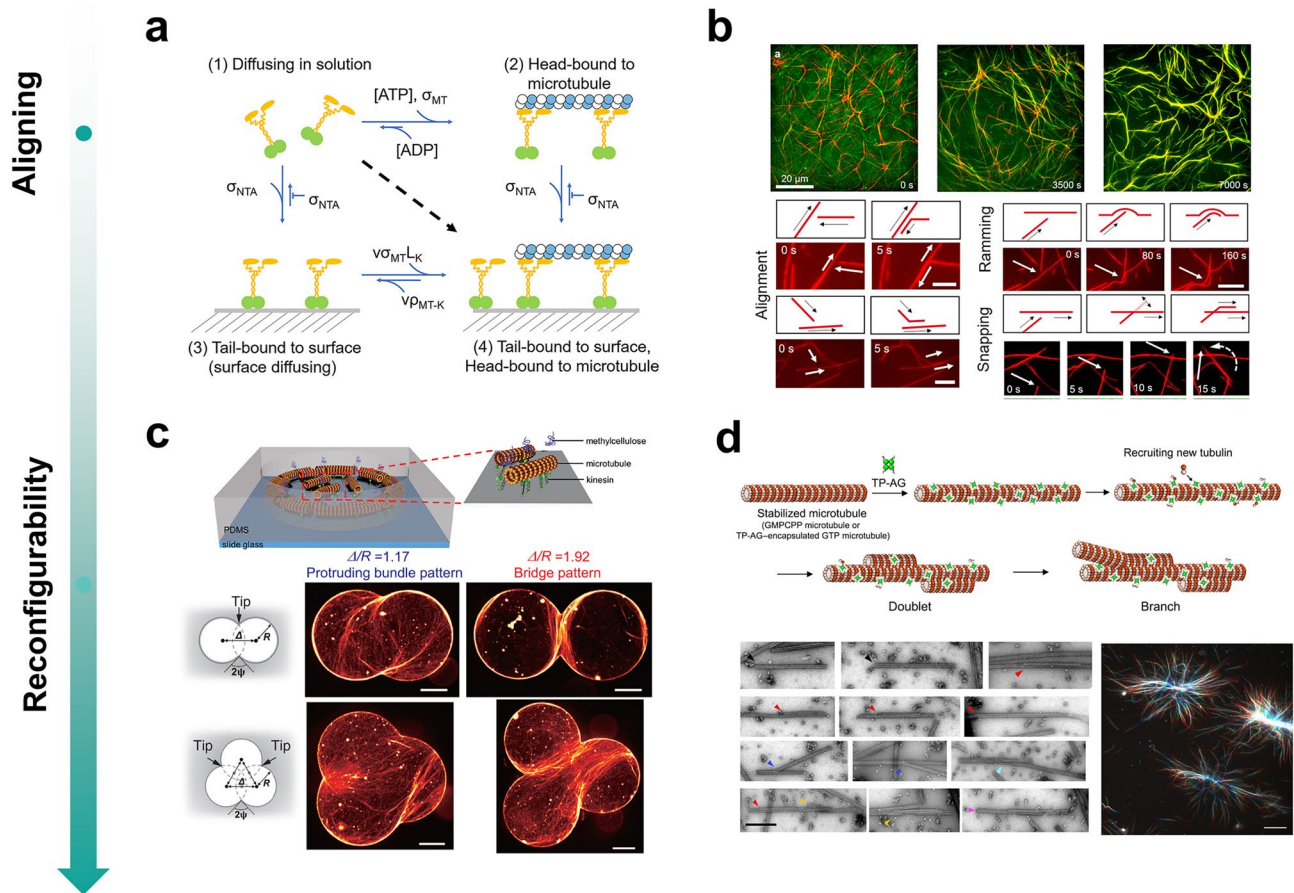 Aligning
Reconfigurability
a
(1) Diffusing in solution
(2) Head-bound to
microtubule
[ATP], σMT
[ADP]
σNTA
σNTA
σNTA
σNTA
vσMTLK
vρMT-K
(3) Tail-bound to surface
(surface diffusing)
(4) Tail-bound to surface,
Head-bound to microtubule
b
a
20 μm
0 s
3500 s
7000 s
Alignment
0 s
5 s
0 s
5 s
Ramming
0 s
80 s
160 s
Snapping
0 s
5 s
10 s
15 s
c
methylcellulose
microtubule
kinesin
PDMS
slide glass
Δ/R =1.17
Protruding bundle pattern
Δ/R =1.92
Bridge pattern
Tip
Δ
R
2ψ
Tip
Tip
Δ
R
2ψ
d
TP-AG
Recruiting new tubulin
Stabilized microtubule
(GMPCPP microtubule or
TP-AG–encapsulated GTP microtubule)
Doublet
Branch